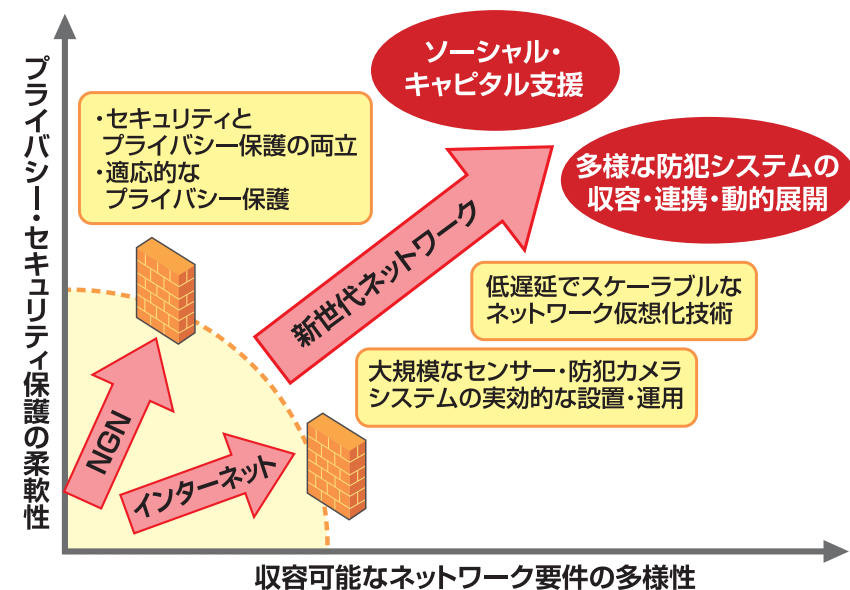 ソーシャル・
キャピタル支援
・セキュリティと
プライバシー保護の両立
・適応的な
プライバシー保護
多様な防犯システムの
収容・連携・動的展開
新世代ネットワーク
低遅延でスケーラブルな
ネットワーク仮想化技術
大規模なセンサー・防犯カメラ
システムの実効的な設置・運用
NGN
インターネット
プライバシー・セキュリティ保護の柔軟性
収容可能なネットワーク要件の多様性